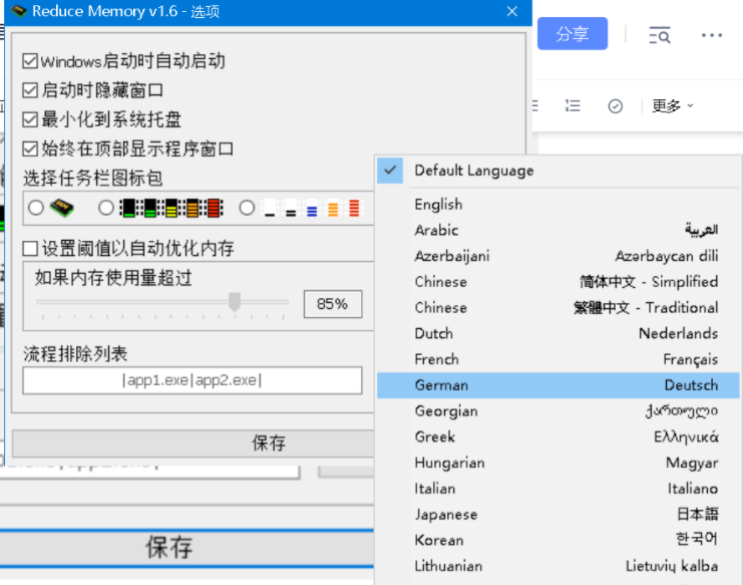 Reduce Memory v1.6 - 选项
分享
Windows启动时自动启动
启动时隐藏窗口
最小化到系统托盘
始终在顶部显示程序窗口
选择任务栏图标包
设置阈值以自动优化内存
如果内存使用量超过
85%
流程排除列表
|app1.exe|app2.exe|
保存
保存
更多
Default Language
English
Arabic العربية
Azerbaijani Azərbaycan dili
Chinese 简体中文 - Simplified
Chinese 繁體中文 - Traditional
Dutch Nederlands
French Français
German Deutsch
Georgian ქართული
Greek Ελληνικά
Hungarian Magyar
Italian Italiano
Japanese 日本語
Korean 한국어
Lithuanian Lietuvių kalba